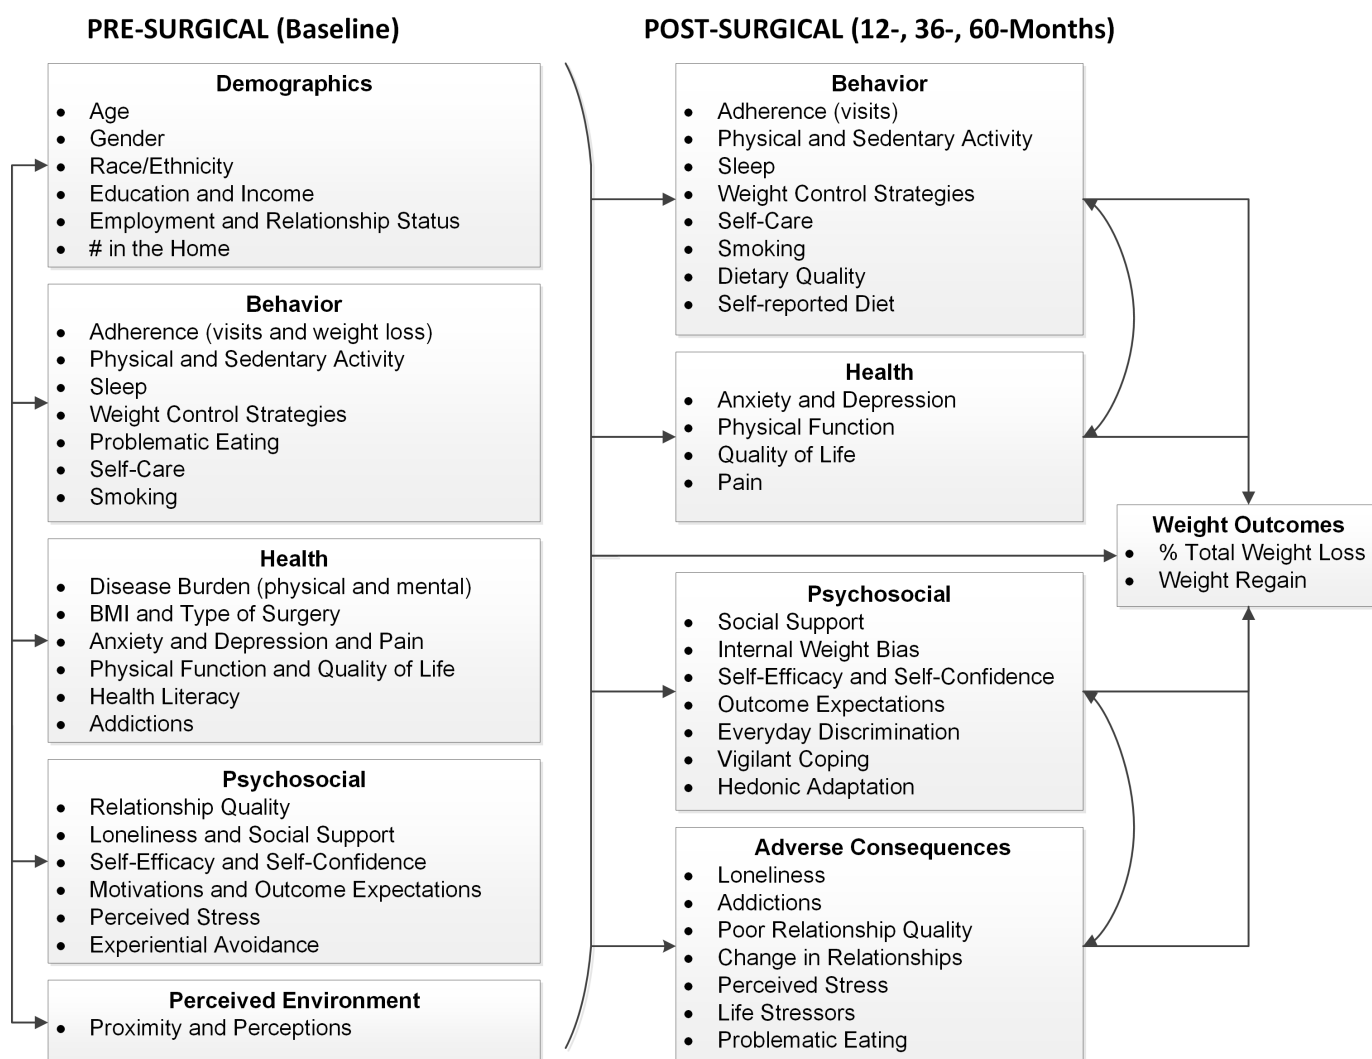 PRE-SURGICAL (Baseline)
Demographics
• Age
• Gender
• Race/Ethnicity
• Education and Income
• Employment and Relationship Status
• # in the Home
Behavior
• Adherence (visits and weight loss)
• Physical and Sedentary Activity
• Sleep
• Weight Control Strategies
• Problematic Eating
• Self-Care
• Smoking
Health
• Disease Burden (physical and mental)
• BMI and Type of Surgery
• Anxiety and Depression and Pain
• Physical Function and Quality of Life
• Health Literacy
• Addictions
Psychosocial
• Relationship Quality
• Loneliness and Social Support
• Self-Efficacy and Self-Confidence
• Motivations and Outcome Expectations
• Perceived Stress
• Experiential Avoidance
Perceived Environment
• Proximity and Perceptions
POST-SURGICAL (12-, 36-, 60-Months)
Behavior
• Adherence (visits)
• Physical and Sedentary Activity
• Sleep
• Weight Control Strategies
• Self-Care
• Smoking
• Dietary Quality
• Self-reported Diet
Health
• Anxiety and Depression
• Physical Function
• Quality of Life
• Pain
Psychosocial
• Social Support
• Internal Weight Bias
• Self-Efficacy and Self-Confidence
• Outcome Expectations
• Everyday Discrimination
• Vigilant Coping
• Hedonic Adaptation
Adverse Consequences
• Loneliness
• Addictions
• Poor Relationship Quality
• Change in Relationships
• Perceived Stress
• Life Stressors
• Problematic Eating
Weight Outcomes
• % Total Weight Loss
• Weight Regain